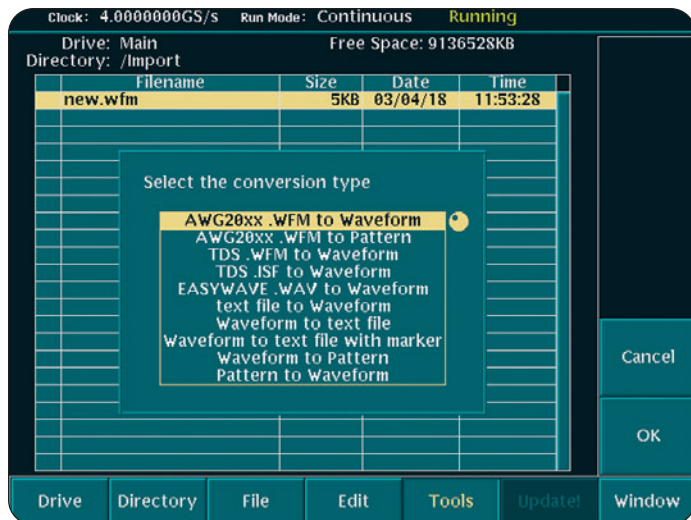 Clock: 4.0000000GS/s Run Mode: Continuous Running
Drive: Main Free Space: 9136528KB
Directory: /Import
Filename Size Date Time
new.wfm 5KB 03/04/18 11:53:28
Select the conversion type
AWG20xx .WFM to Waveform
AWG20xx .WFM to Pattern
TDS .WFM to Waveform
TDS .ISF to Waveform
EASYWAVE .WAV to Waveform
text file to Waveform
Waveform to text file
Waveform to text file with marker
Waveform to Pattern
Pattern to Waveform
Cancel
OK
Drive Directory File Edit Tools Update! Window